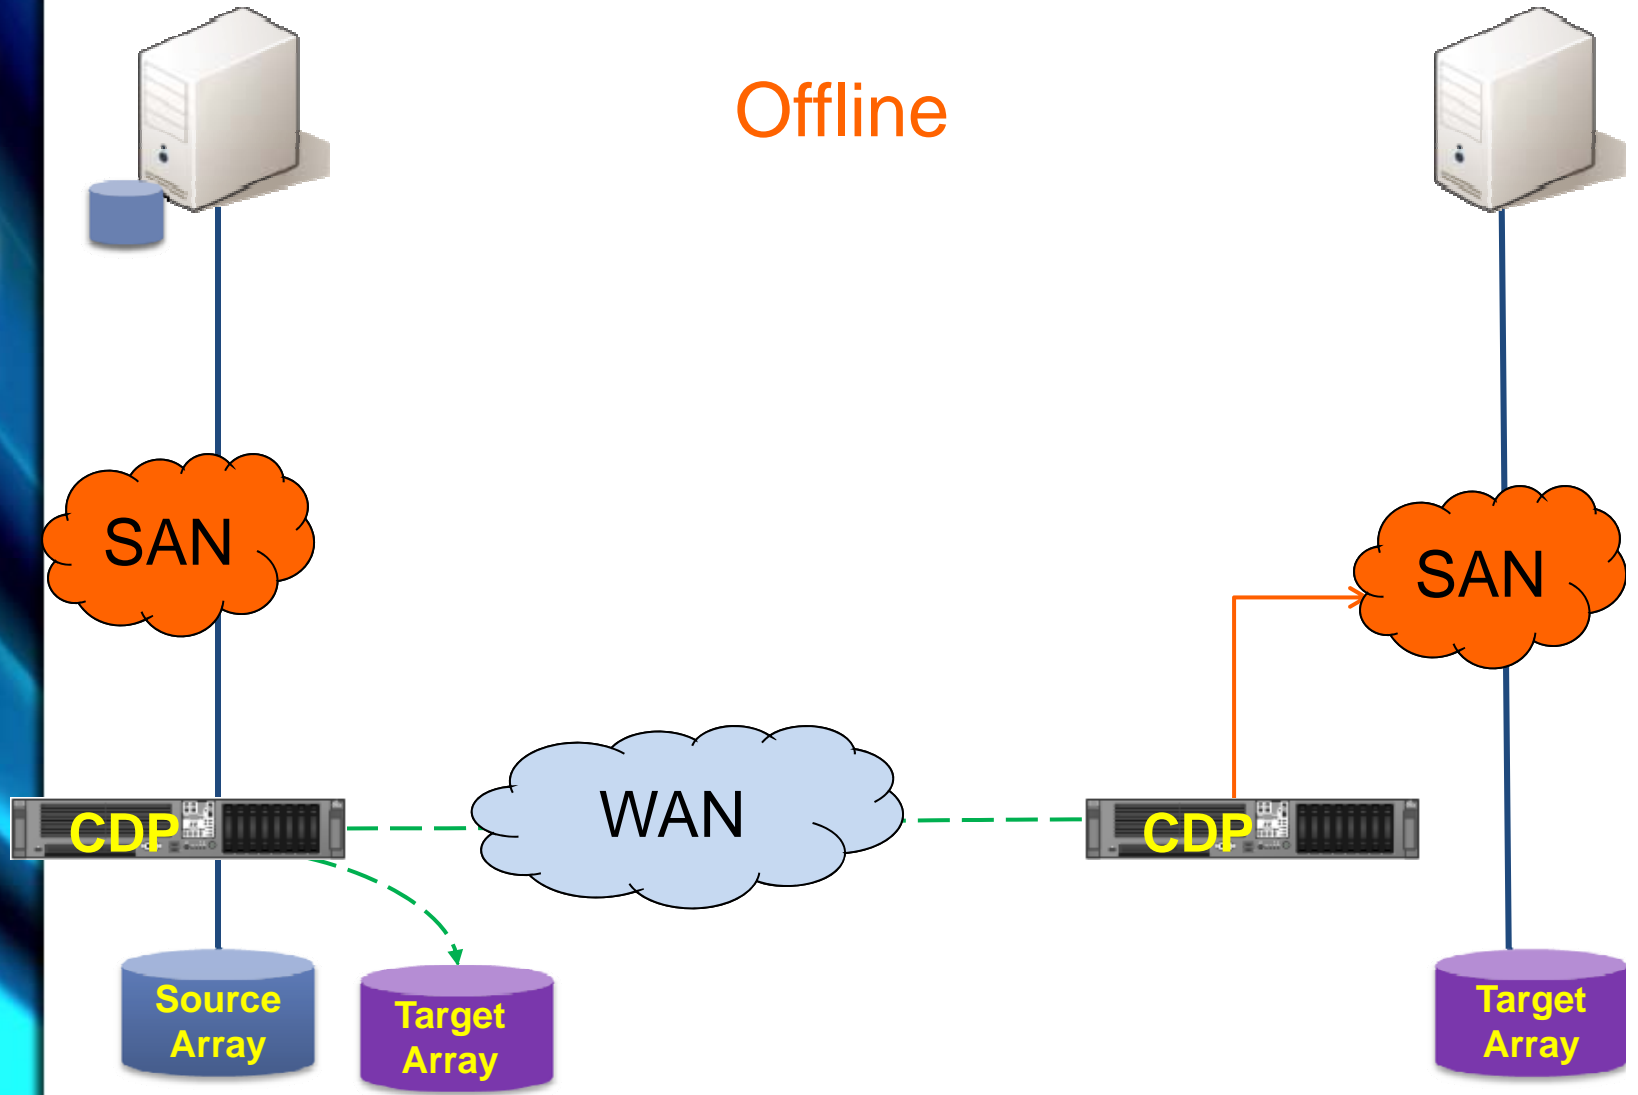 Offline
SAN
SAN
WAN
CDP
CDP
Source
Array
Target
Array
Target
Array